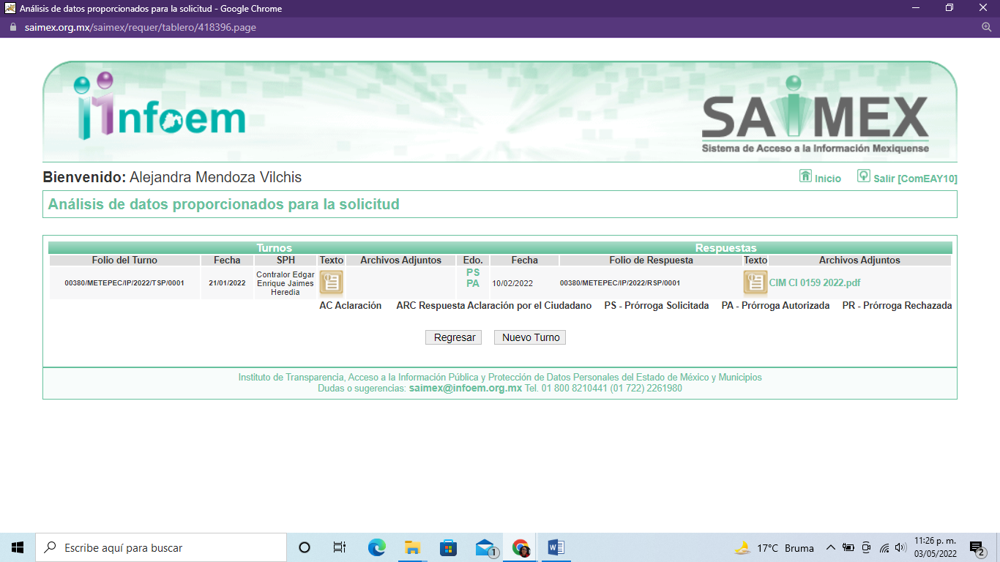 Análisis de datos proporcionados para la solicitud - Google Chrome
saimex.org.mx/saimex/requer/tablero/418396.page
infoem
SAIMEX
Sistema de Acceso a la Información Mexiquense
Bienvenido: Alejandra Mendoza Vilchis
Inicio Salir [ComEAY10]
Análisis de datos proporcionados para la solicitud
Turnos Respuestas
Folio del Turno Fecha SPH Texto Archivos Adjuntos Edo. Fecha Folio de Respuesta Texto Archivos Adjuntos
00380/METEPEC/IP/2022/TSP/0001 21/01/2022 Contralor Edgar Enrique Jaimes Heredia PS PA 10/02/2022 00380/METEPEC/IP/2022/RSP/0001 CIM CI 0159 2022.pdf
AC Aclaración ARC Respuesta Aclaración por el Ciudadano PS - Prórroga Solicitada PA - Prórroga Autorizada PR - Prórroga Rechazada
Regresar Nuevo Turno
Instituto de Transparencia, Acceso a la Información Pública y Protección de Datos Personales del Estado de México y Municipios
Dudas o sugerencias: saimex@infoem.org.mx Tel. 01 800 8210441 (01 722) 2261980
Escribe aquí para buscar
1
17°C Bruma
11:26 p. m.
03/05/2022
2